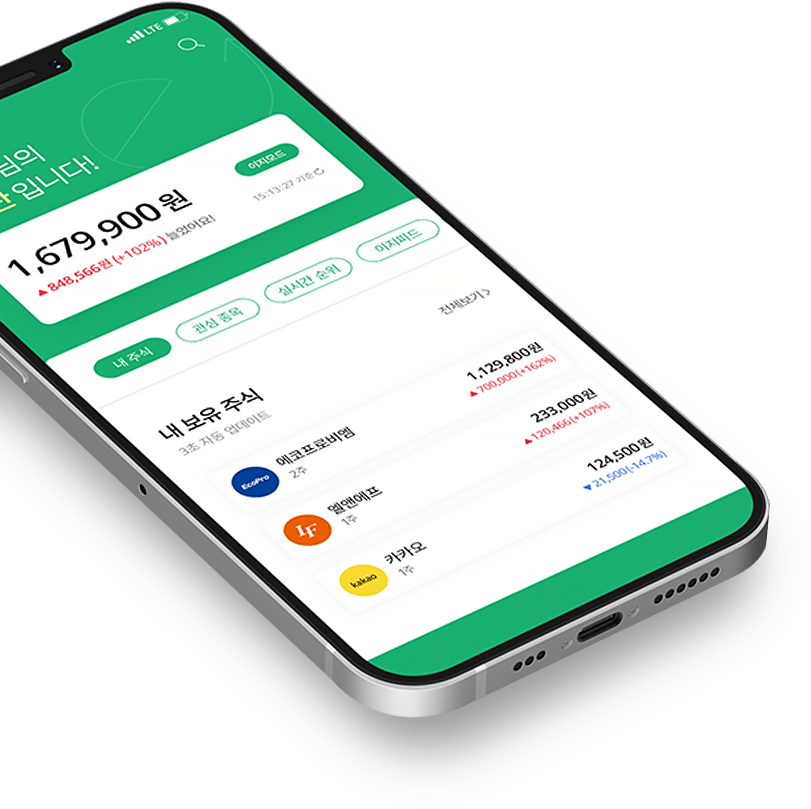 LTE
님의
입니다!
이지모드
1,679,900원
15:13:27 기준
▲ 848,566원 (+102%) 늘었어요!
내 주식
관심 종목
실시간 순위
이지피드
전체보기 >
내 보유 주식
3초 자동 업데이트
EcoPro
에코프로비엠
2주
1,129,800원
▲ 700,000(+162%)
LF
엘앤에프
1주
233,000원
▲ 120,466(+107%)
kakao
카카오
1주
124,500원
▼ 21,500(-14.7%)